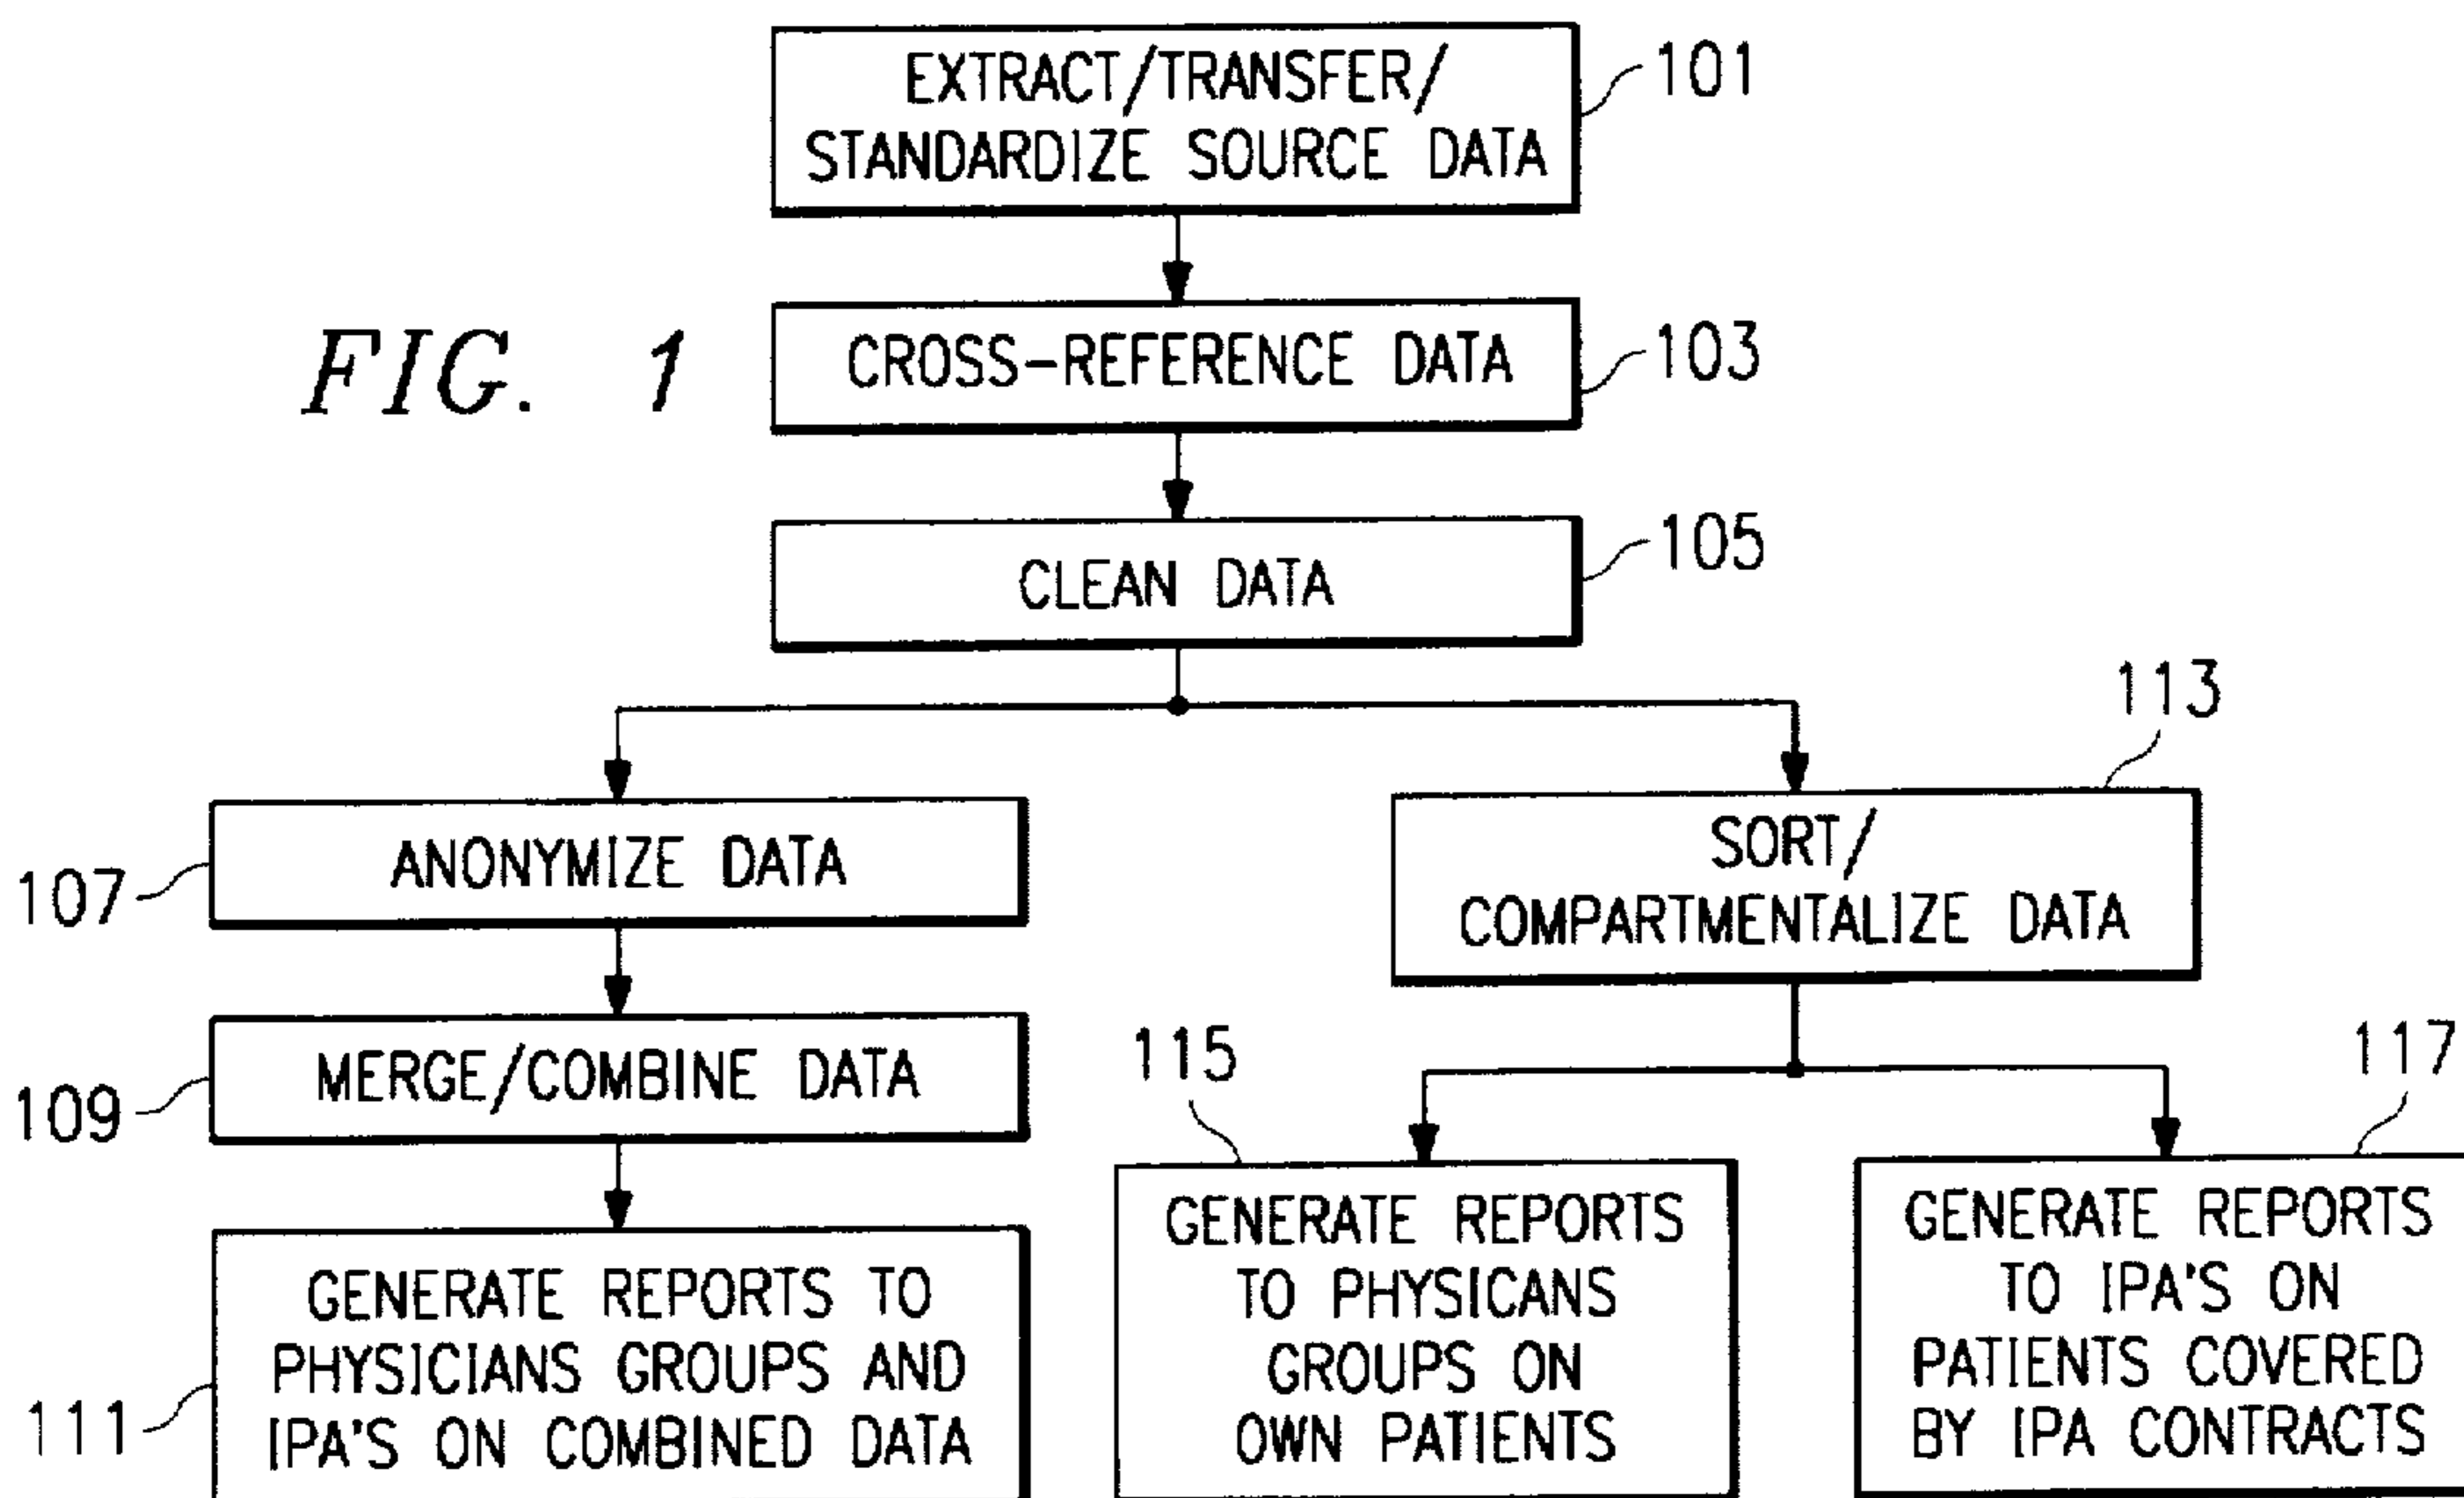 EXTRACT/TRANSFER/
STANDARDIZE SOURCE DATA
101
FIG. 1
CROSS-REFERENCE DATA
103
CLEAN DATA
105
ANONYMIZE DATA
107
MERGE/COMBINE DATA
109
GENERATE REPORTS TO
PHYSICIANS GROUPS AND
IPA'S ON COMBINED DATA
111
SORT/
COMPARTMENTALIZE DATA
113
GENERATE REPORTS
TO PHYSICANS
GROUPS ON
OWN PATIENTS
115
GENERATE REPORTS
TO IPA'S ON
PATIENTS COVERED
BY IPA CONTRACTS
117